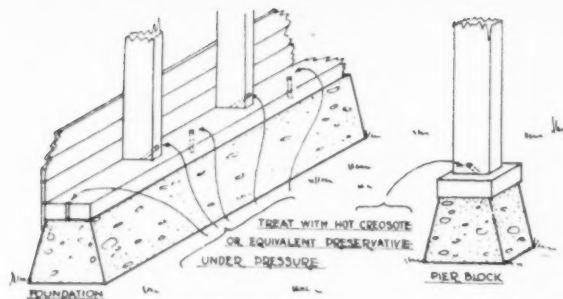 TREAT WITH HOT CREOSOTE
OR EQUIVALENT PRESERVATIVE
UNDER PRESSURE
FOUNDATION
PIER BLOCK